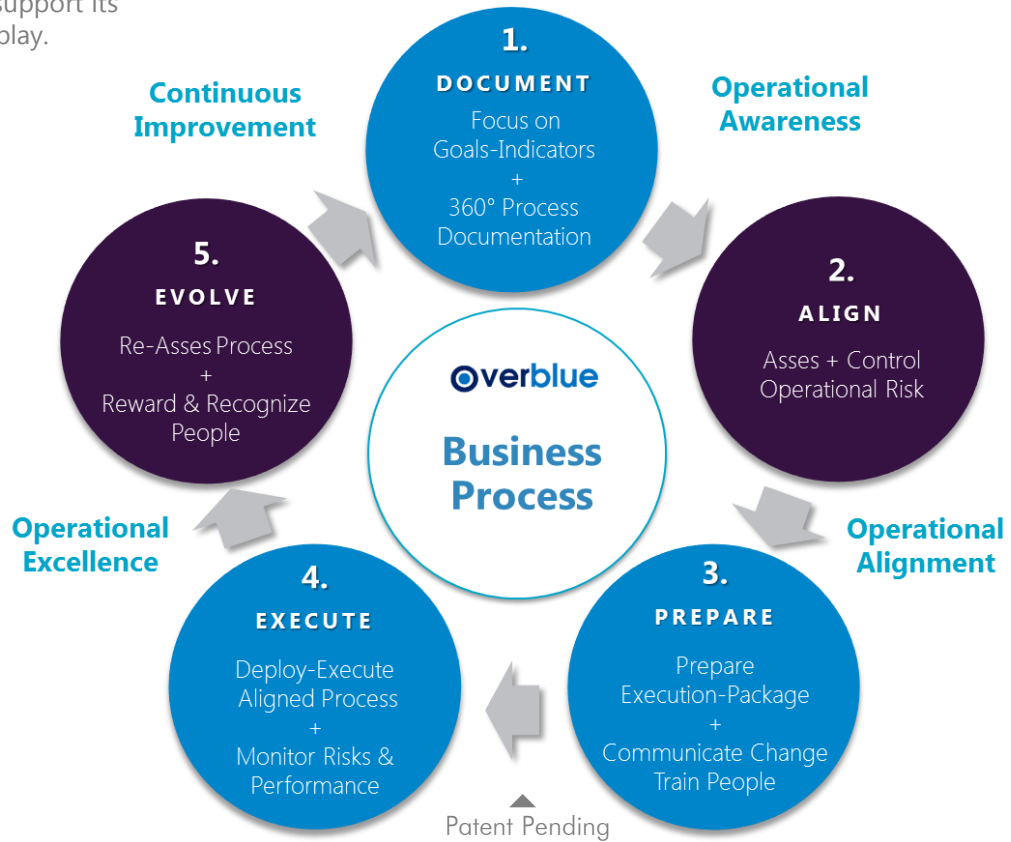 support its
play.
1.
DOCUMENT
Focus on
Goals-Indicators
+
360° Process
Documentation
Operational
Awareness
2.
ALIGN
Asses + Control
Operational Risk
Operational
Alignment
3.
PREPARE
Prepare
Execution-Package
+
Communicate Change
Train People
Patent Pending
4.
EXECUTE
Deploy-Execute
Aligned Process
+
Monitor Risks &
Performance
Operational
Excellence
5.
EVOLVE
Re-Asses Process
+
Reward & Recognize
People
Continuous
Improvement
overblue
Business
Process